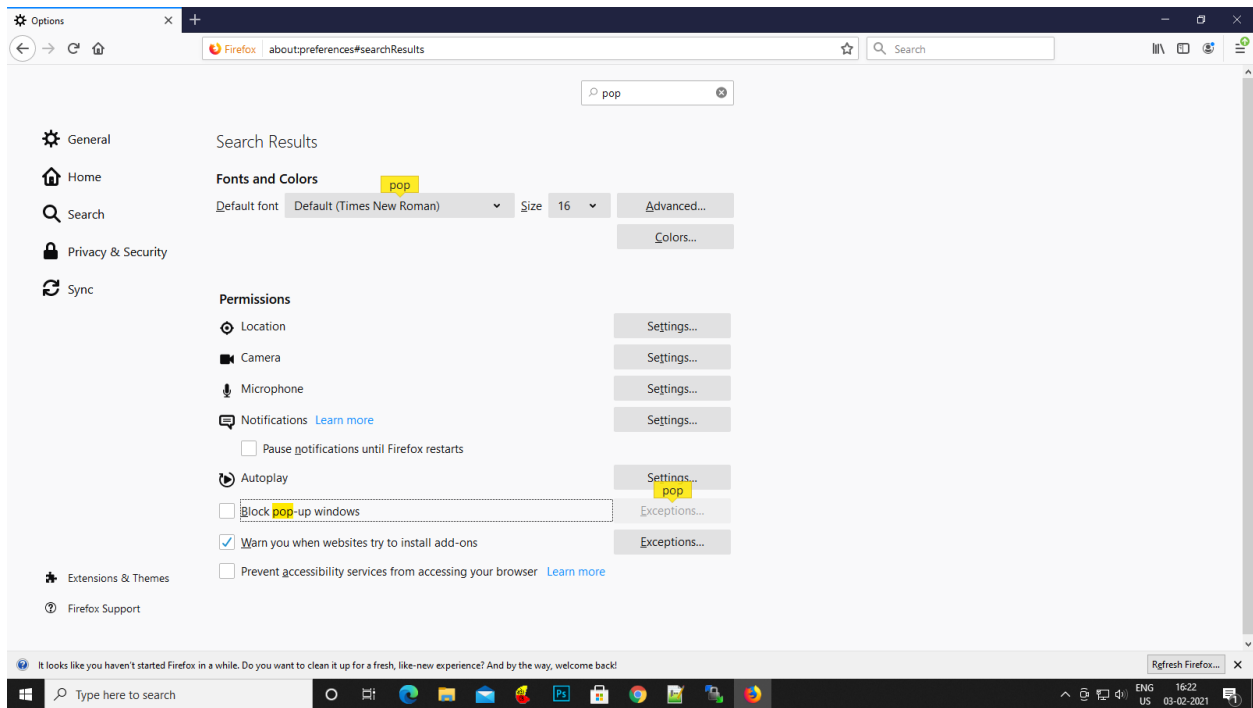 Options
Firefox about:preferences#searchResults
Search
pop
General
Home
Search
Privacy & Security
Sync
Extensions & Themes
Firefox Support
Search Results
Fonts and Colors
pop
Default font Default (Times New Roman) Size 16 Advanced...
Colors...
Permissions
Location Settings...
Camera Settings...
Microphone Settings...
Notifications Learn more Settings...
Pause notifications until Firefox restarts
Autoplay Settings...
pop
Block pop-up windows Exceptions...
Warn you when websites try to install add-ons Exceptions...
Prevent accessibility services from accessing your browser Learn more
It looks like you haven't started Firefox in a while. Do you want to clean it up for a fresh, like-new experience? And by the way, welcome back! Refresh Firefox...
Type here to search
Ps
ENG 16:22
US 03-02-2021
1